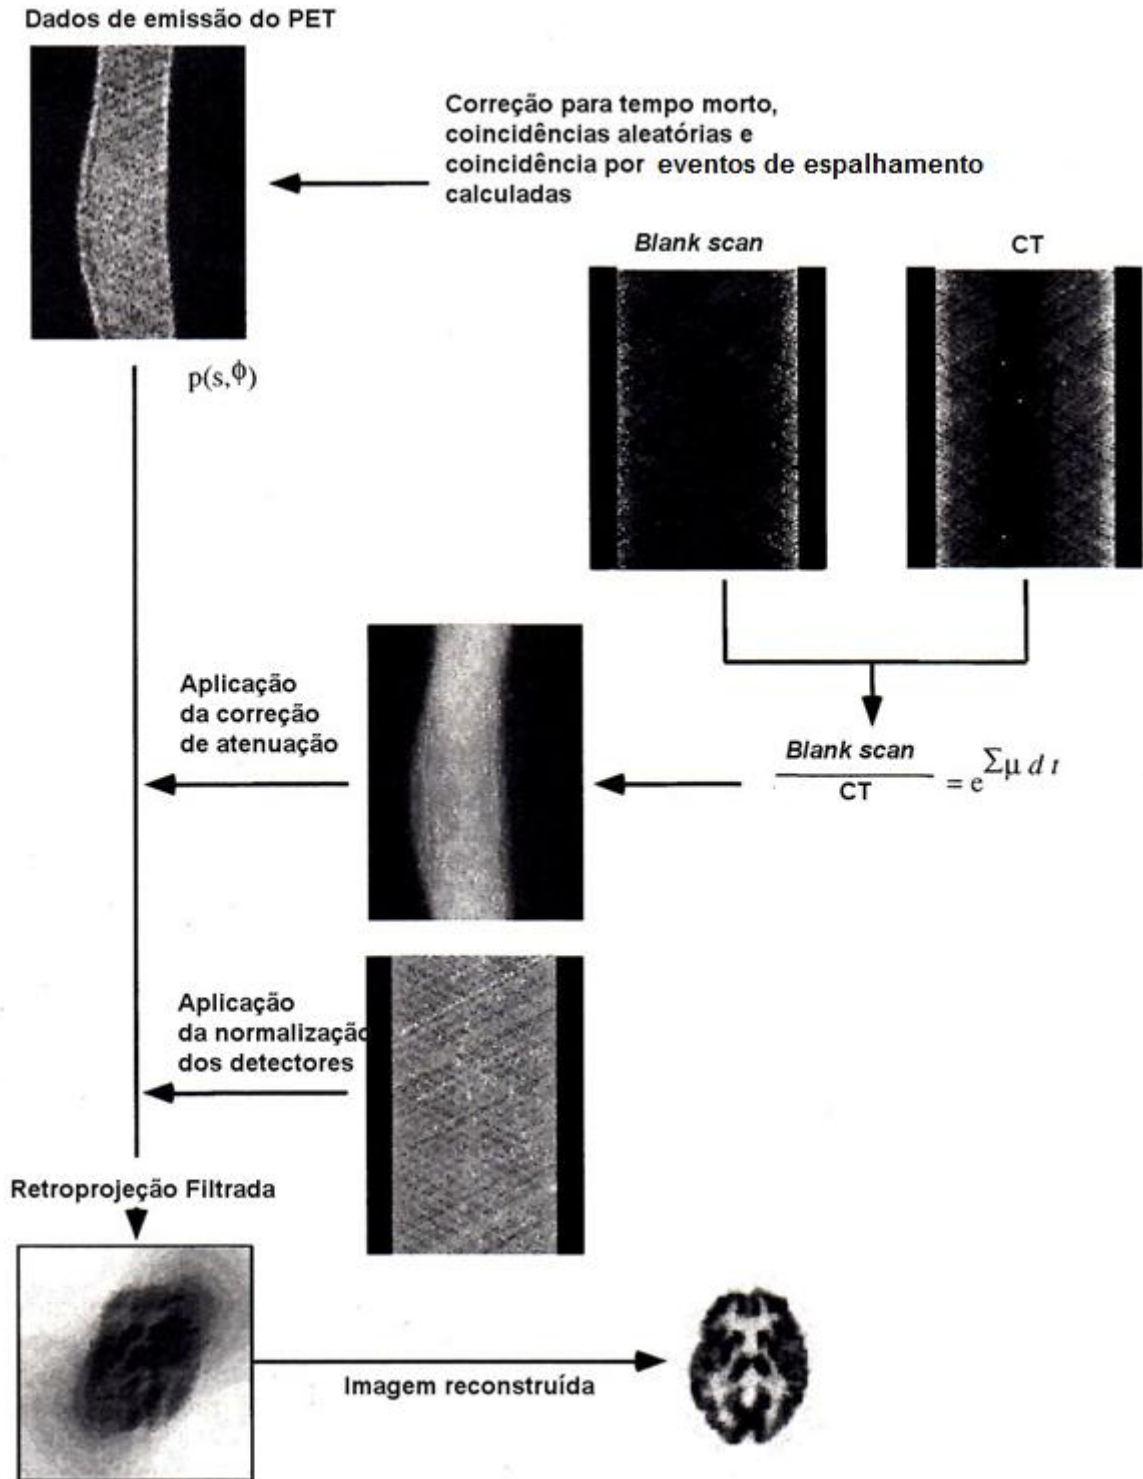 Dados de emissão do PET
Correção para tempo morto,
coincidências aleatórias e
coincidência por eventos de espalhamento
calculadas
Blank scan
CT
p(s,ϕ)
Aplicação
da correção
de atenuação
Blank scan
CT
= e^Σμ d t
Aplicação
da normalização
dos detectores
Retroprojeção Filtrada
Imagem reconstruída